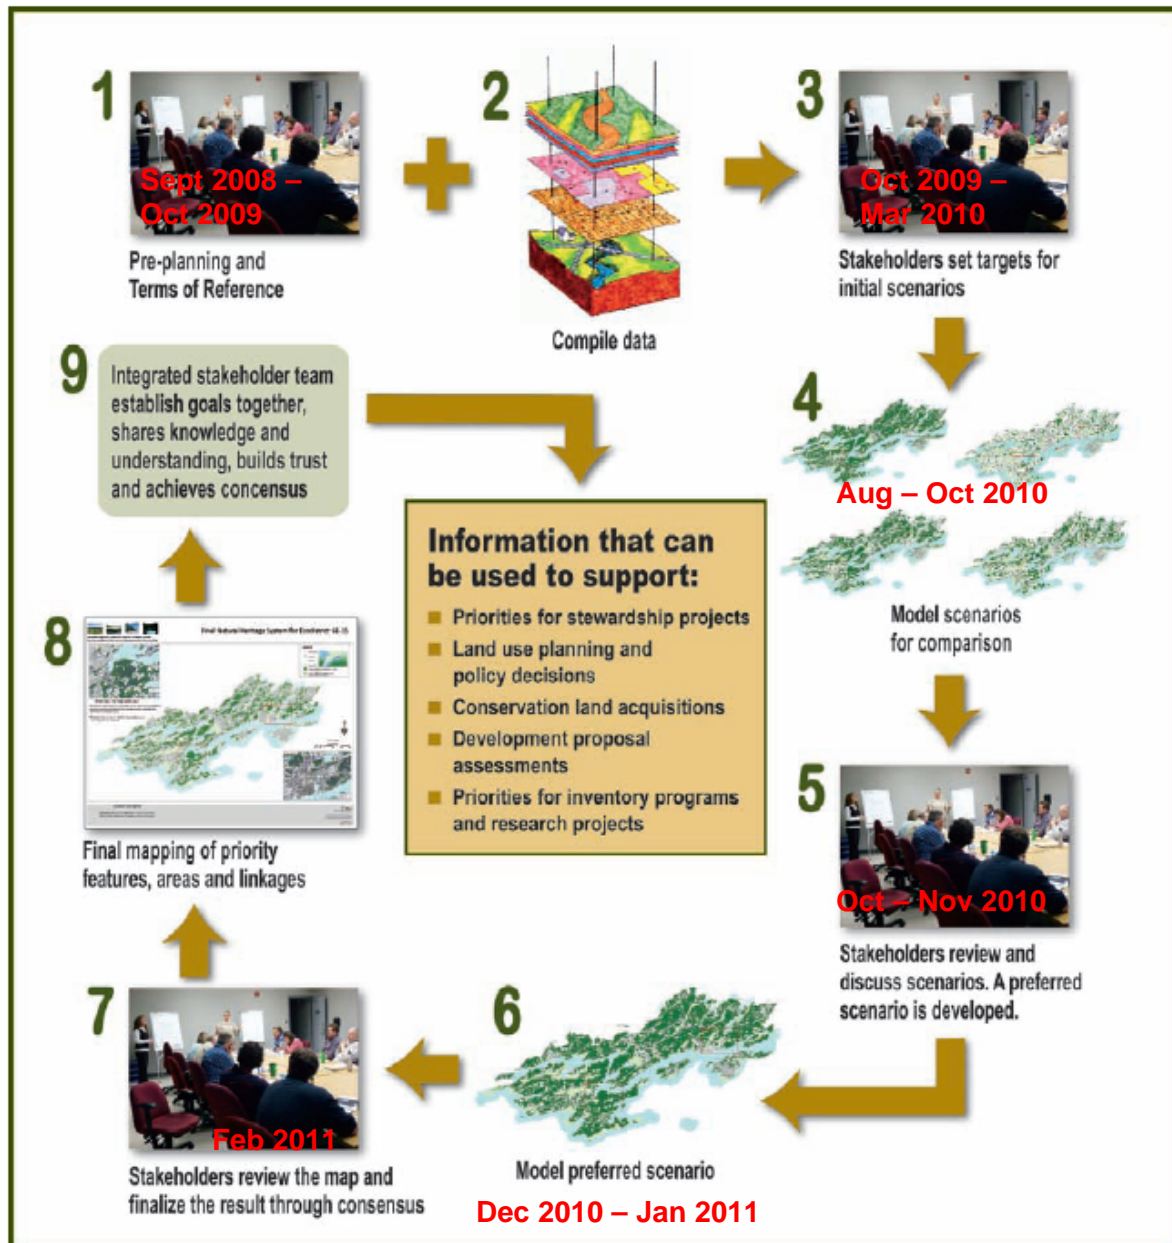 1
Sept 2008 –
Oct 2009
Pre-planning and
Terms of Reference
2
Compile data
3
Oct 2009 –
Mar 2010
Stakeholders set targets for
initial scenarios
4
Aug – Oct 2010
Model scenarios
for comparison
5
Oct – Nov 2010
Stakeholders review and
discuss scenarios. A preferred
scenario is developed.
6
Model preferred scenario
Dec 2010 – Jan 2011
7
Feb 2011
Stakeholders review the map and
finalize the result through consensus
8
Final mapping of priority
features, areas and linkages
9
Integrated stakeholder team
establish goals together,
shares knowledge and
understanding, builds trust
and achieves concensus
Information that can
be used to support:
Priorities for stewardship projects
Land use planning and
policy decisions
Conservation land acquisitions
Development proposal
assessments
Priorities for inventory programs
and research projects